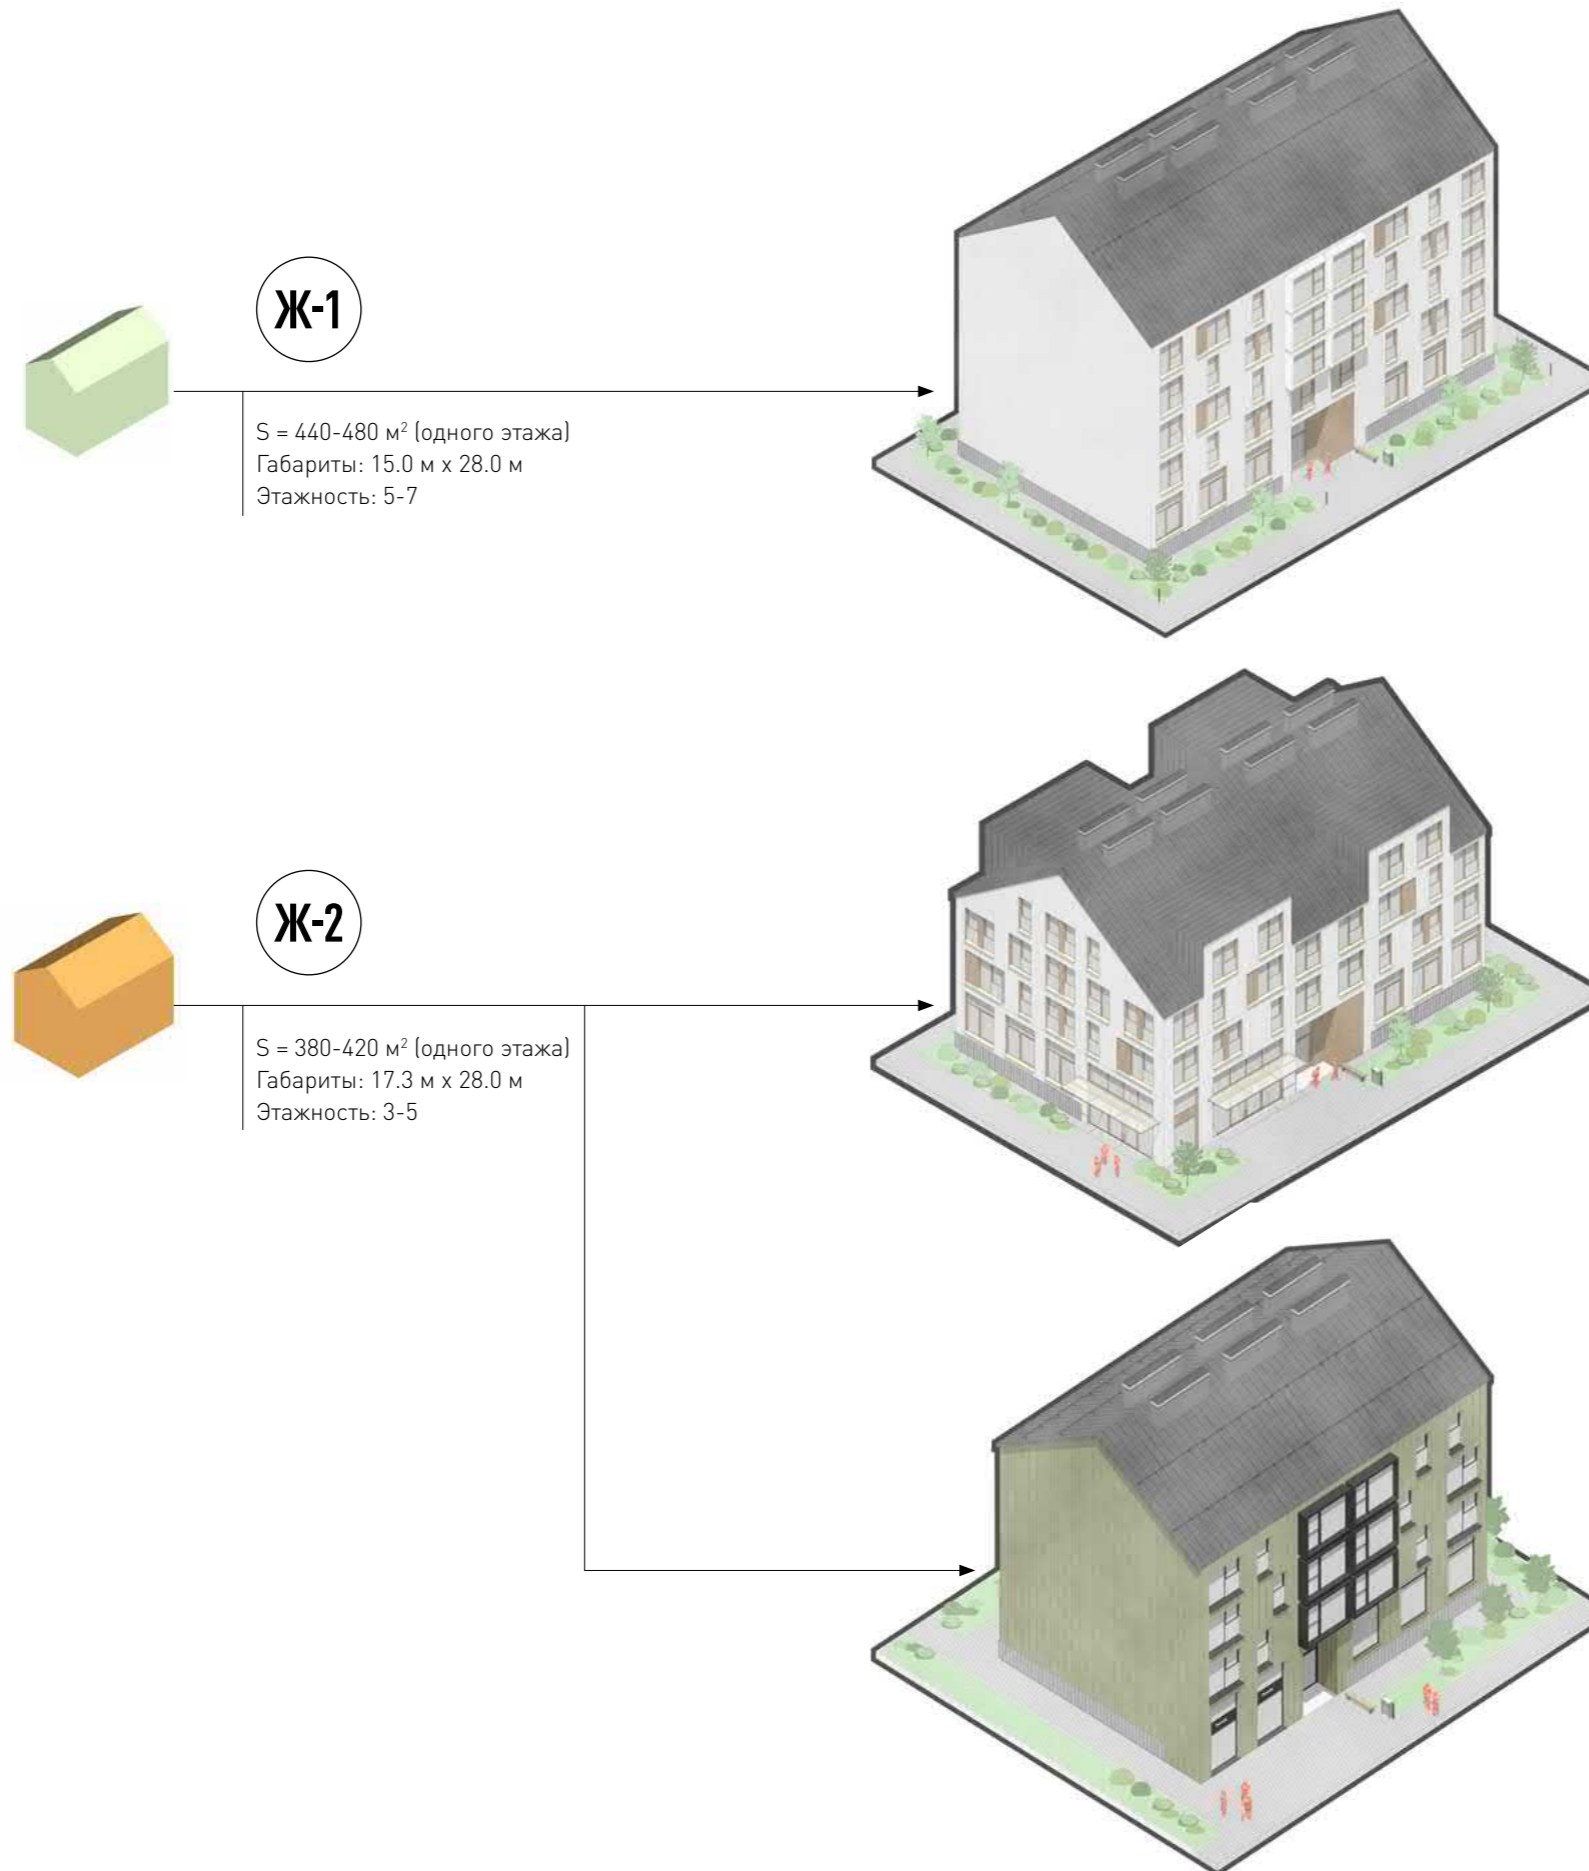 Ж-1
S = 440-480 м² (одного этажа)
Габариты: 15.0 м x 28.0 м
Этажность: 5-7
Ж-2
S = 380-420 м² (одного этажа)
Габариты: 17.3 м x 28.0 м
Этажность: 3-5